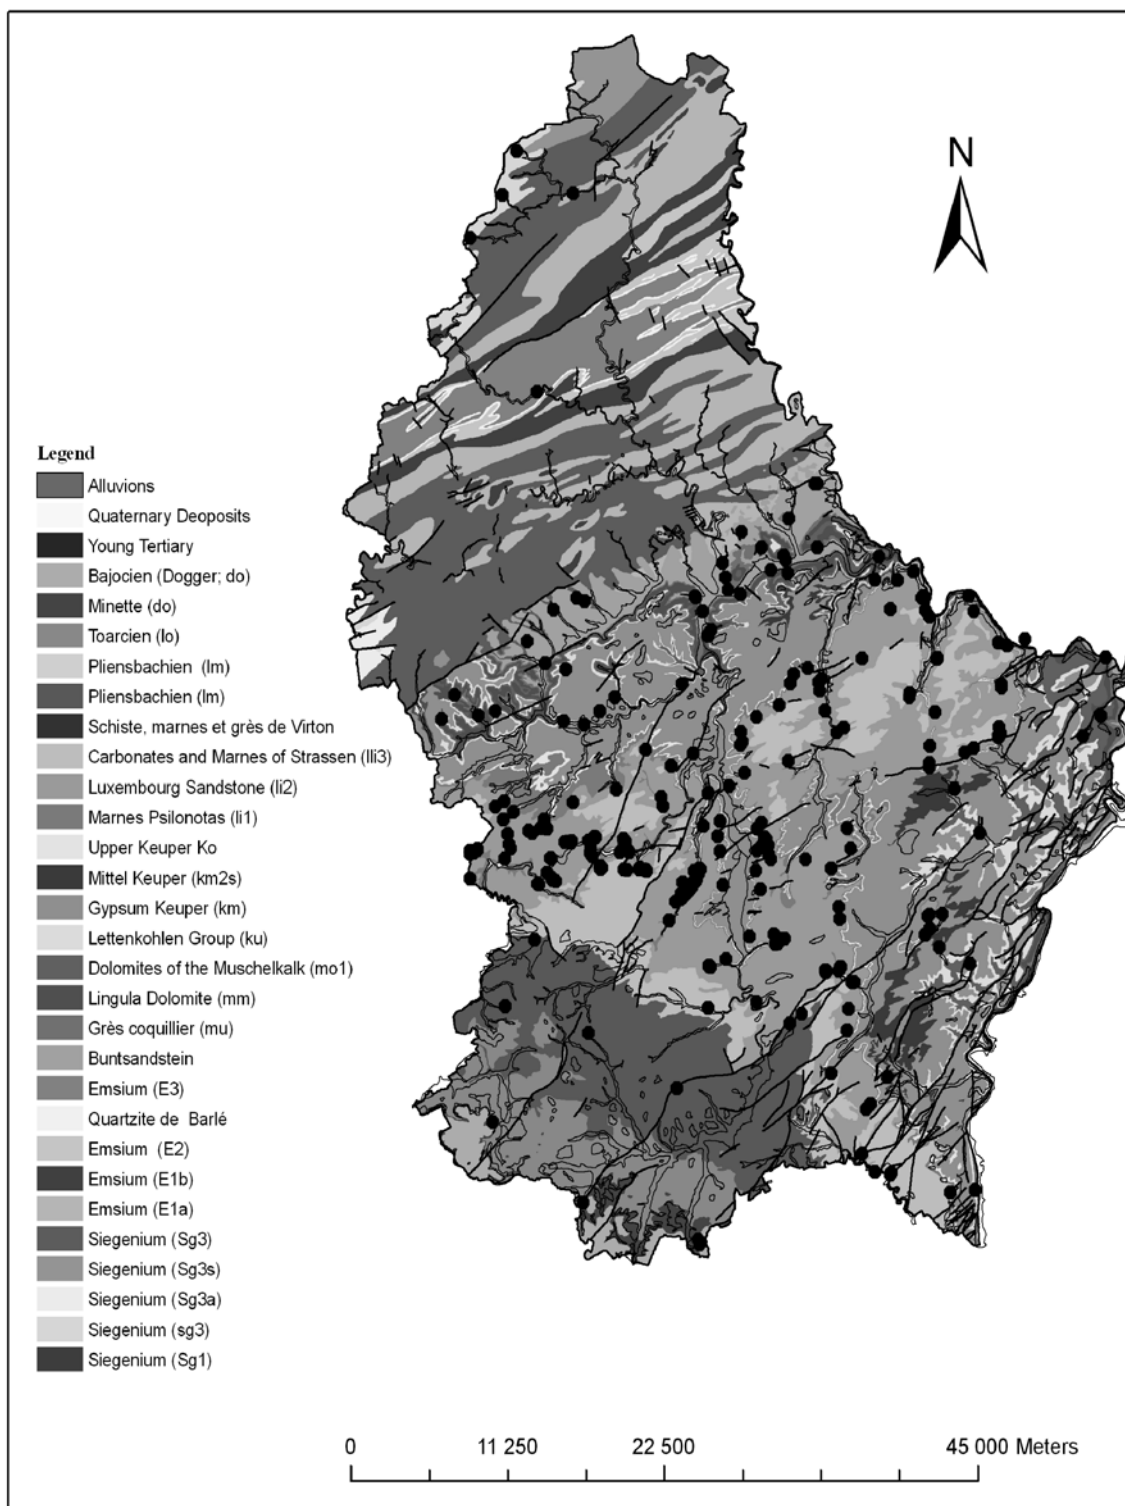 N
Legend
Alluvions
Quaternary Deoposits
Young Tertiary
Bajocien (Dogger; do)
Minette (do)
Toarcien (lo)
Pliensbachien (lm)
Pliensbachien (lm)
Schiste, marnes et grès de Virton
Carbonates and Marnes of Strassen (lli3)
Luxembourg Sandstone (li2)
Marnes Psilonotas (li1)
Upper Keuper Ko
Mittel Keuper (km2s)
Gypsum Keuper (km)
Lettenkohlen Group (ku)
Dolomites of the Muschelkalk (mo1)
Lingula Dolomite (mm)
Grès coquillier (mu)
Buntsandstein
Emsium (E3)
Quartzite de Barlé
Emsium (E2)
Emsium (E1b)
Emsium (E1a)
Siegenium (Sg3)
Siegenium (Sg3s)
Siegenium (Sg3a)
Siegenium (sg3)
Siegenium (Sg1)
0 11 250 22 500 45 000 Meters